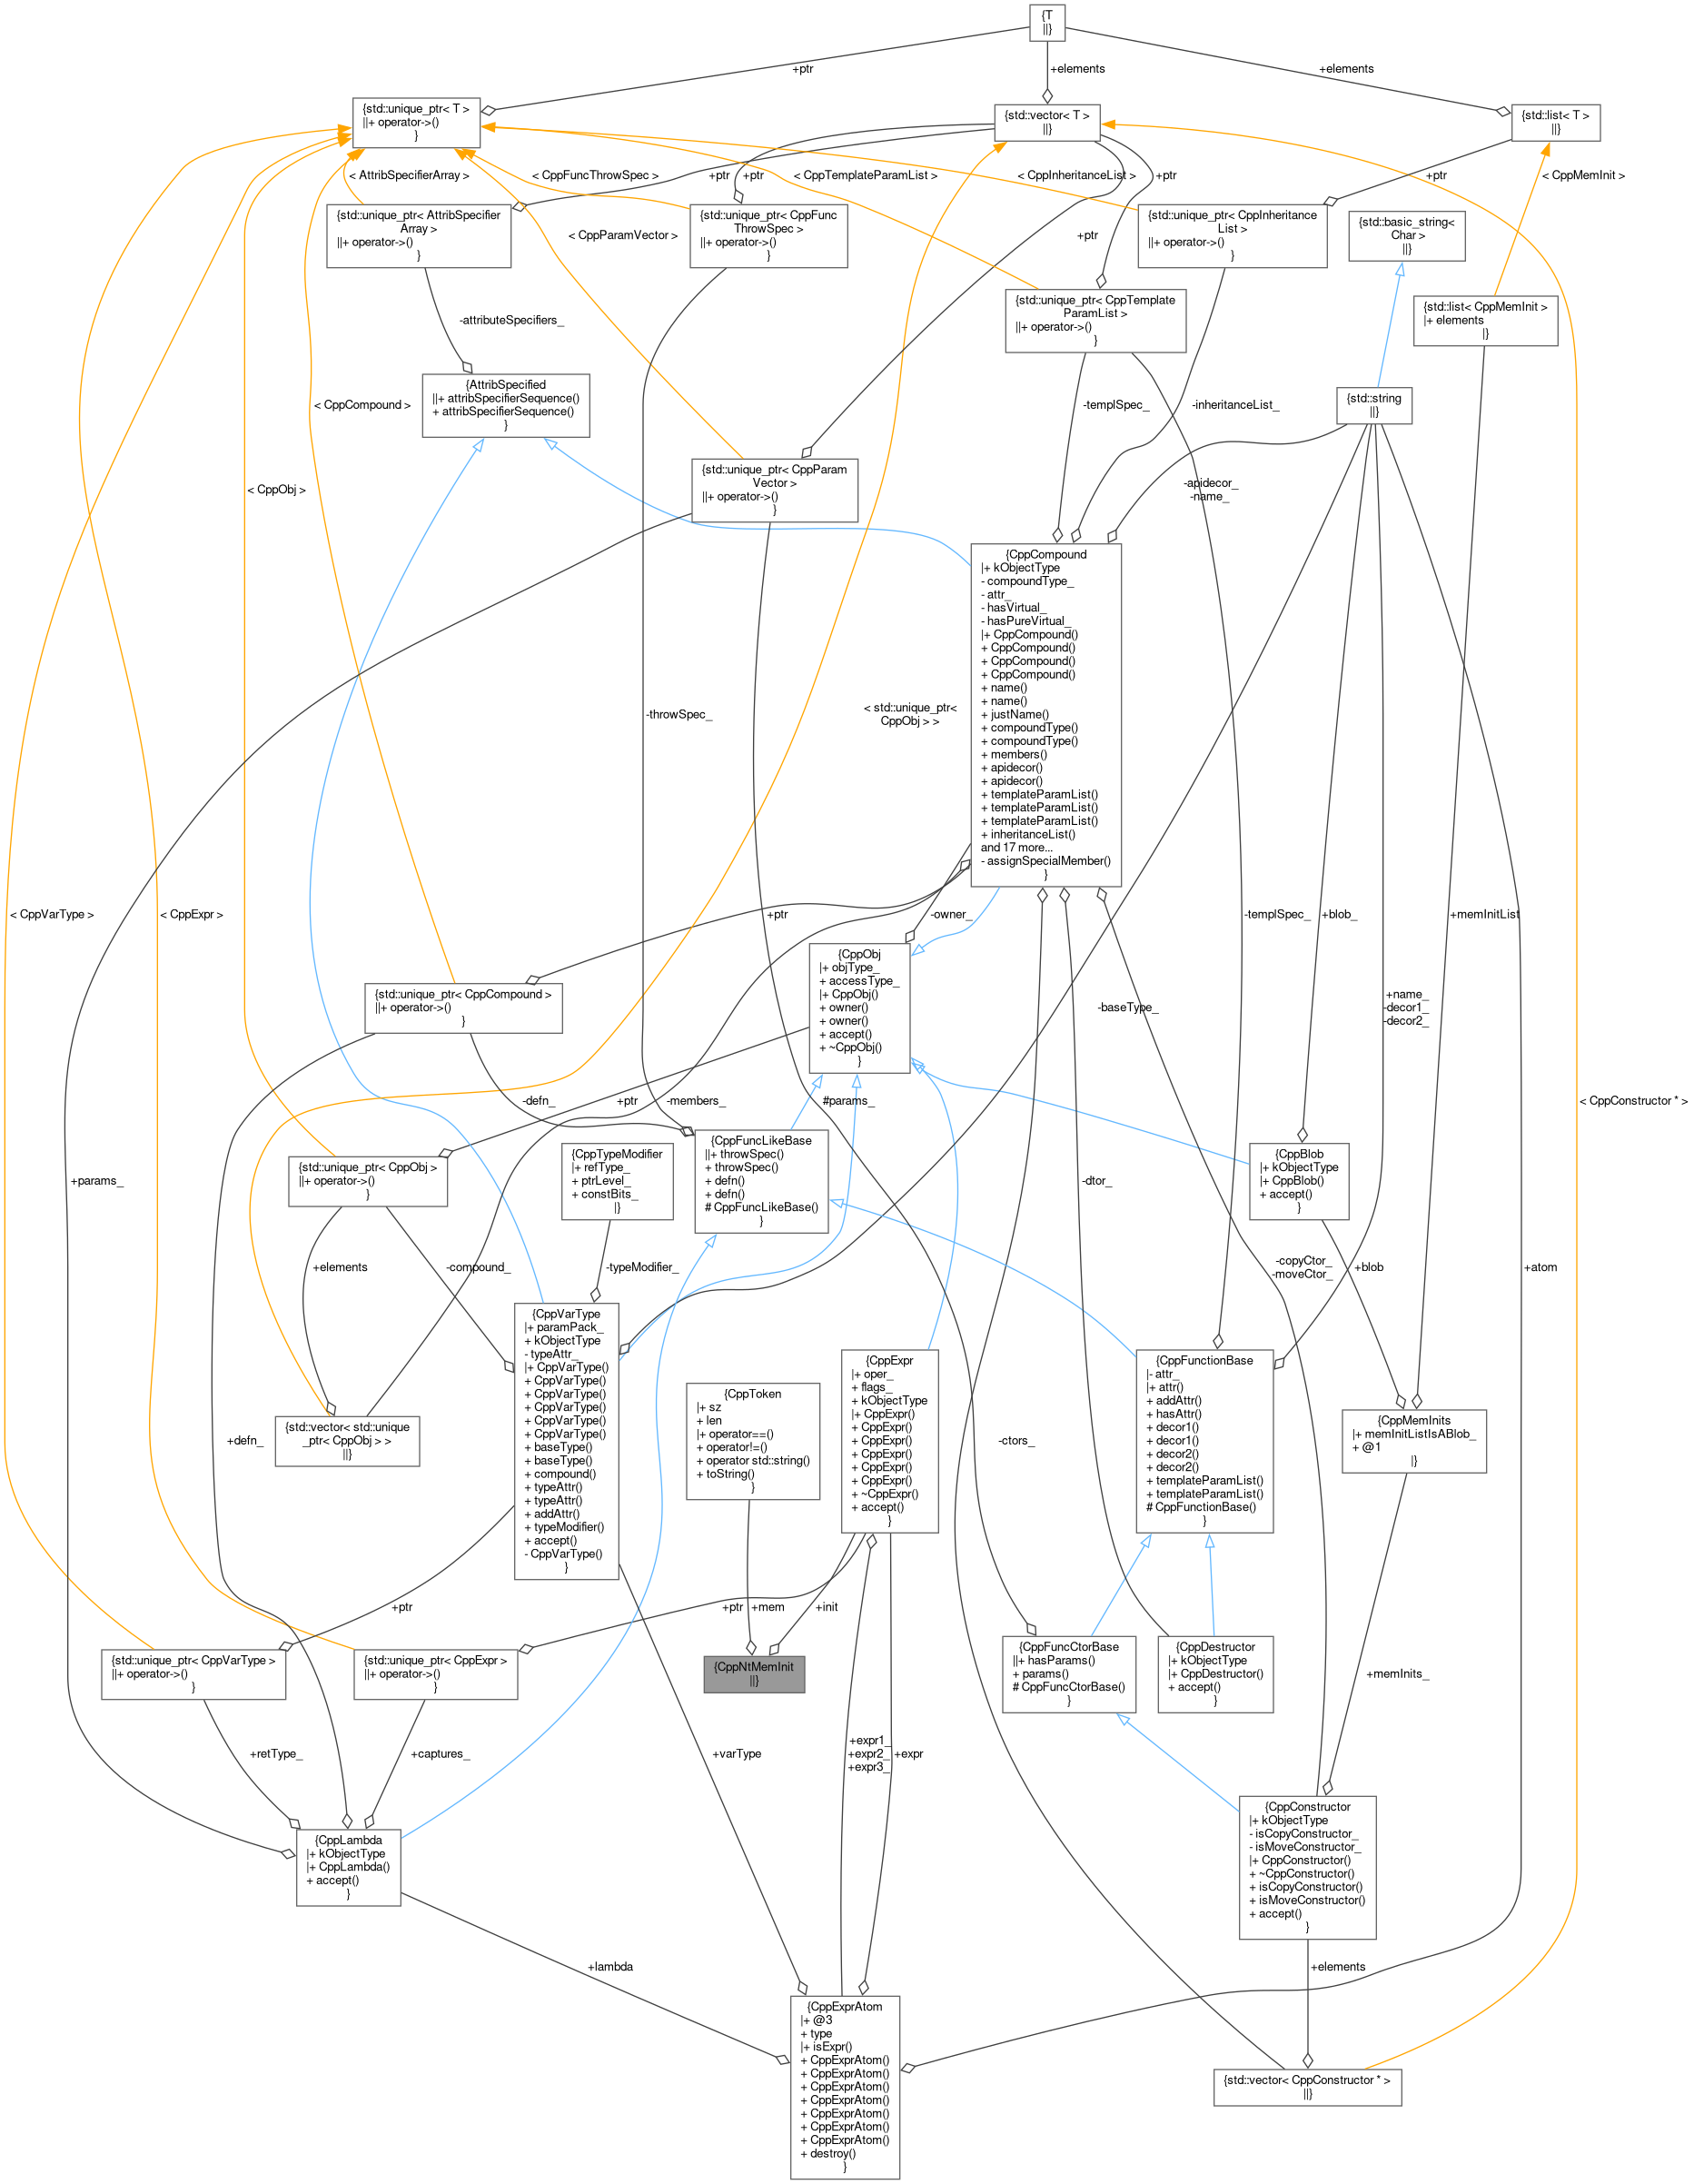 {T
||}
+ptr
+elements
+elements
{std::unique_ptr< T >
||+ operator->()
}
{std::vector< T >
||}
{std::list< T >
||}
< AttribSpecifierArray >
+ptr
+ptr
< CppFuncThrowSpec >
< CppTemplateParamList >
+ptr
< CppInheritanceList >
+ptr
+ptr
< CppMemInit >
{std::unique_ptr< AttribSpecifier
Array >
||+ operator->()
}
{std::unique_ptr< CppFunc
ThrowSpec >
||+ operator->()
}
{std::unique_ptr< CppInheritance
List >
||+ operator->()
}
{std::basic_string<
Char >
||}
< CppParamVector >
+ptr
{std::unique_ptr< CppTemplate
ParamList >
||+ operator->()
}
{std::list< CppMemInit >
|+ elements
|}
-attributeSpecifiers_
{AttribSpecified
||+ attribSpecifierSequence()
+ attribSpecifierSequence()
}
< CppCompound >
-templSpec_
-inheritanceList_
{std::string
||}
{std::unique_ptr< CppParam
Vector >
||+ operator->()
}
< CppObj >
-apidecor_
-name_
{CppCompound
|+ kObjectType
- compoundType_
- attr_
- hasVirtual_
- hasPureVirtual_
|+ CppCompound()
+ CppCompound()
+ CppCompound()
+ CppCompound()
+ name()
+ name()
+ justName()
+ compoundType()
+ compoundType()
+ members()
+ apidecor()
+ apidecor()
+ templateParamList()
+ templateParamList()
+ templateParamList()
+ inheritanceList()
and 17 more...
- assignSpecialMember()
}
-throwSpec_
< std::unique_ptr<
CppObj > >
< CppVarType >
< CppExpr >
+ptr
-owner_
-templSpec_
+blob_
+memInitList
{CppObj
|+ objType_
+ accessType_
|+ CppObj()
+ owner()
+ owner()
+ accept()
+ ~CppObj()
}
{std::unique_ptr< CppCompound >
||+ operator->()
}
-baseType_
+name_
-decor1_
-decor2_
-defn_
+ptr
-members_
#params_
-dtor_
< CppConstructor * >
{CppFuncLikeBase
||+ throwSpec()
+ throwSpec()
+ defn()
+ defn()
# CppFuncLikeBase()
}
{CppTypeModifier
|+ refType_
+ ptrLevel_
+ constBits_
|}
{std::unique_ptr< CppObj >
||+ operator->()
}
{CppBlob
|+ kObjectType
|+ CppBlob()
+ accept()
}
+params_
+elements
-compound_
-typeModifier_
-copyCtor_
-moveCtor_
+blob
+atom
{CppVarType
|+ paramPack_
+ kObjectType
- typeAttr_
|+ CppVarType()
+ CppVarType()
+ CppVarType()
+ CppVarType()
+ CppVarType()
+ CppVarType()
+ baseType()
+ baseType()
+ compound()
+ typeAttr()
+ typeAttr()
+ addAttr()
+ typeModifier()
+ accept()
- CppVarType()
}
{CppExpr
|+ oper_
+ flags_
+ kObjectType
|+ CppExpr()
+ CppExpr()
+ CppExpr()
+ CppExpr()
+ CppExpr()
+ CppExpr()
+ ~CppExpr()
+ accept()
}
{CppFunctionBase
|- attr_
|+ attr()
+ addAttr()
+ hasAttr()
+ decor1()
+ decor1()
+ decor2()
+ decor2()
+ templateParamList()
+ templateParamList()
# CppFunctionBase()
}
{CppToken
|+ sz
+ len
|+ operator==()
+ operator!=()
+ operator std::string()
+ toString()
}
{std::vector< std::unique
_ptr< CppObj > >
||}
{CppMemInits
|+ memInitListIsABlob_
+ @1
|}
+defn_
-ctors_
+ptr
+ptr
+mem
+init
{std::unique_ptr< CppVarType >
||+ operator->()
}
{std::unique_ptr< CppExpr >
||+ operator->()
}
{CppNtMemInit
||}
{CppFuncCtorBase
||+ hasParams()
+ params()
# CppFuncCtorBase()
}
{CppDestructor
|+ kObjectType
|+ CppDestructor()
+ accept()
}
+memInits_
+retType_
+captures_
+varType
+expr1_
+expr2_
+expr3_
+expr
{CppLambda
|+ kObjectType
|+ CppLambda()
+ accept()
}
{CppConstructor
|+ kObjectType
- isCopyConstructor_
- isMoveConstructor_
|+ CppConstructor()
+ ~CppConstructor()
+ isCopyConstructor()
+ isMoveConstructor()
+ accept()
}
+lambda
+elements
{CppExprAtom
|+ @3
+ type
|+ isExpr()
+ CppExprAtom()
+ CppExprAtom()
+ CppExprAtom()
+ CppExprAtom()
+ CppExprAtom()
+ CppExprAtom()
+ CppExprAtom()
+ destroy()
}
{std::vector< CppConstructor * >
||}